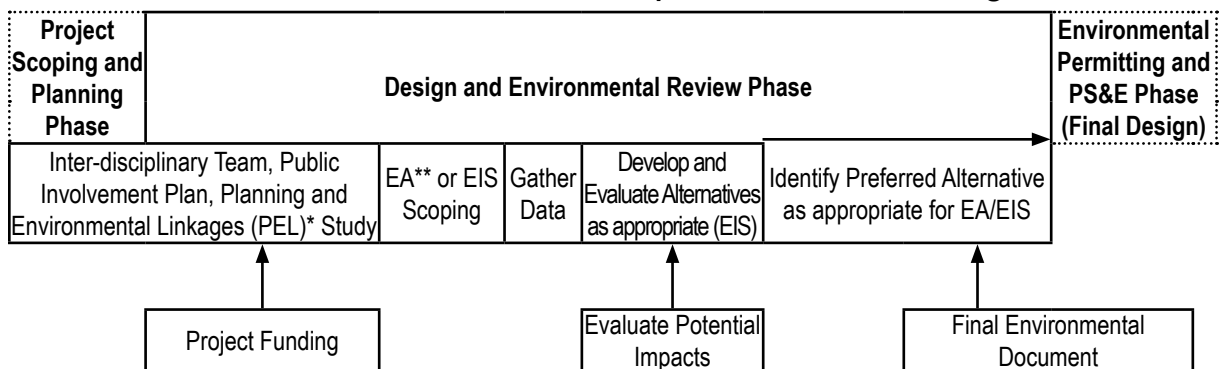 Project
Scoping and
Planning
Phase
Design and Environmental Review Phase
Environmental
Permitting and
PS&E Phase
(Final Design)
Inter-disciplinary Team, Public
Involvement Plan, Planning and
Environmental Linkages (PEL)* Study
EA** or EIS
Scoping
Gather
Data
Develop and
Evaluate Alternatives
as appropriate (EIS)
Identify Preferred Alternative
as appropriate for EA/EIS
Project Funding
Evaluate Potential
Impacts
Final Environmental
Document